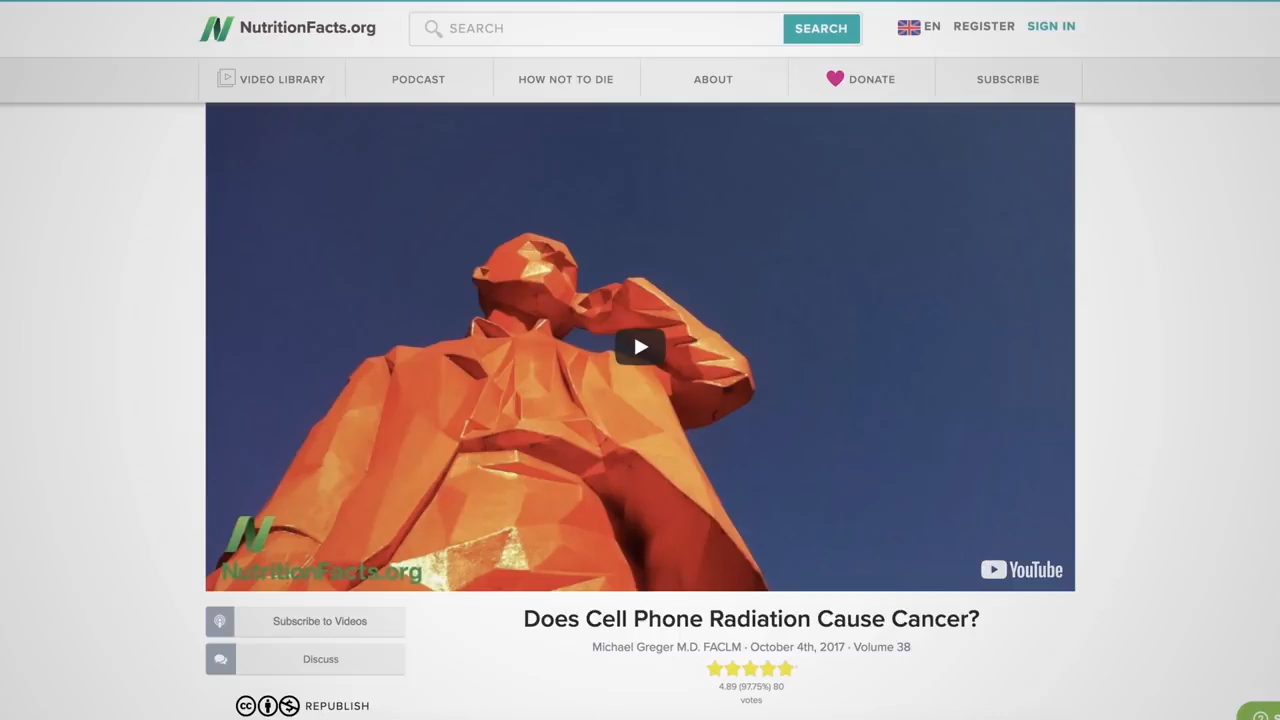 NutritionFacts.org
SEARCH
SEARCH
EN
REGISTER
SIGN IN
VIDEO LIBRARY
PODCAST
HOW NOT TO DIE
ABOUT
DONATE
SUBSCRIBE
NutritionFacts.org
YouTube
Subscribe to Videos
Does Cell Phone Radiation Cause Cancer?
Michael Greger M.D. FACLM · October 4th, 2017 · Volume 38
Discuss
4.89 (97.75%) 80
votes
cc
REPUBLISH